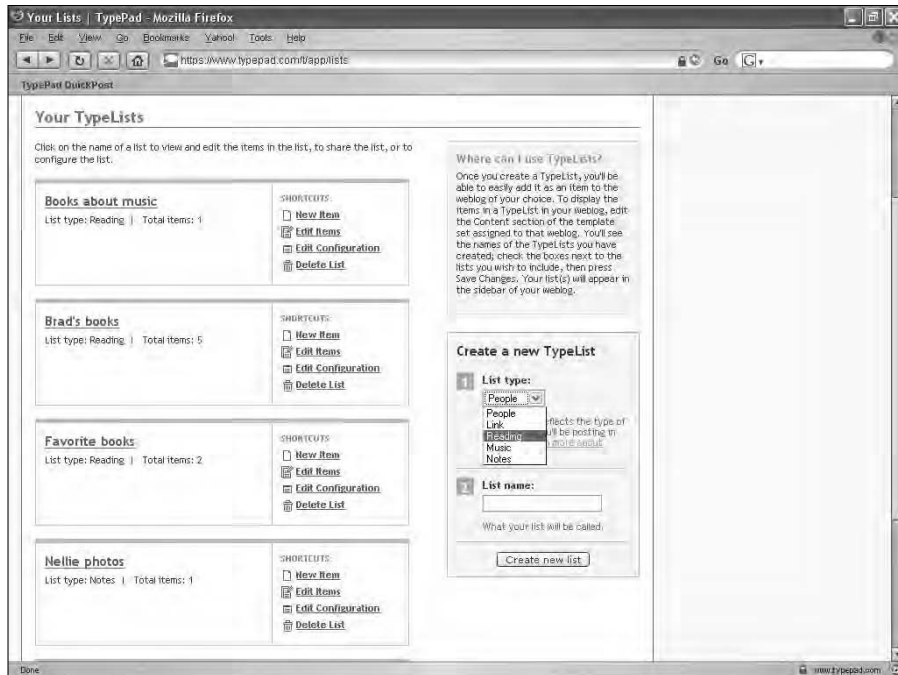 Your Lists | TypePad - Mozilla Firefox
File Edit View Go Bookmarks Yahoo! Tools Help
https://www.typepad.com/t/app/lists
Go
G
TypePad QuickPost
Your TypeLists
Click on the name of a list to view and edit the items in the list, to share the list, or to
configure the list.
Books about music
List type: Reading | Total items: 1
SHORTCUTS
New Item
Edit Items
Edit Configuration
Delete List
Brad's books
List type: Reading | Total items: 5
SHORTCUTS
New Item
Edit Items
Edit Configuration
Delete List
Favorite books
List type: Reading | Total items: 2
SHORTCUTS
New Item
Edit Items
Edit Configuration
Delete List
Nellie photos
List type: Notes | Total items: 1
SHORTCUTS
New Item
Edit Items
Edit Configuration
Delete List
Where can I use TypeLists?
Once you create a TypeList, you'll be
able to easily add it as an item to the
weblog of your choice. To display the
items in a TypeList in your weblog, edit
the Content section of the template
set assigned to that weblog. You'll see
the names of the TypeLists you have
created; check the boxes next to the
lists you wish to include, then press
Save Changes. Your list(s) will appear in
the sidebar of your weblog.
Create a new TypeList
1 List type:
People
People
Link
Reading
Music
Notes
eflects the type of
'll be posting in
more about
2 List name:
What your list will be called.
Create new list
Done
www.typepad.com